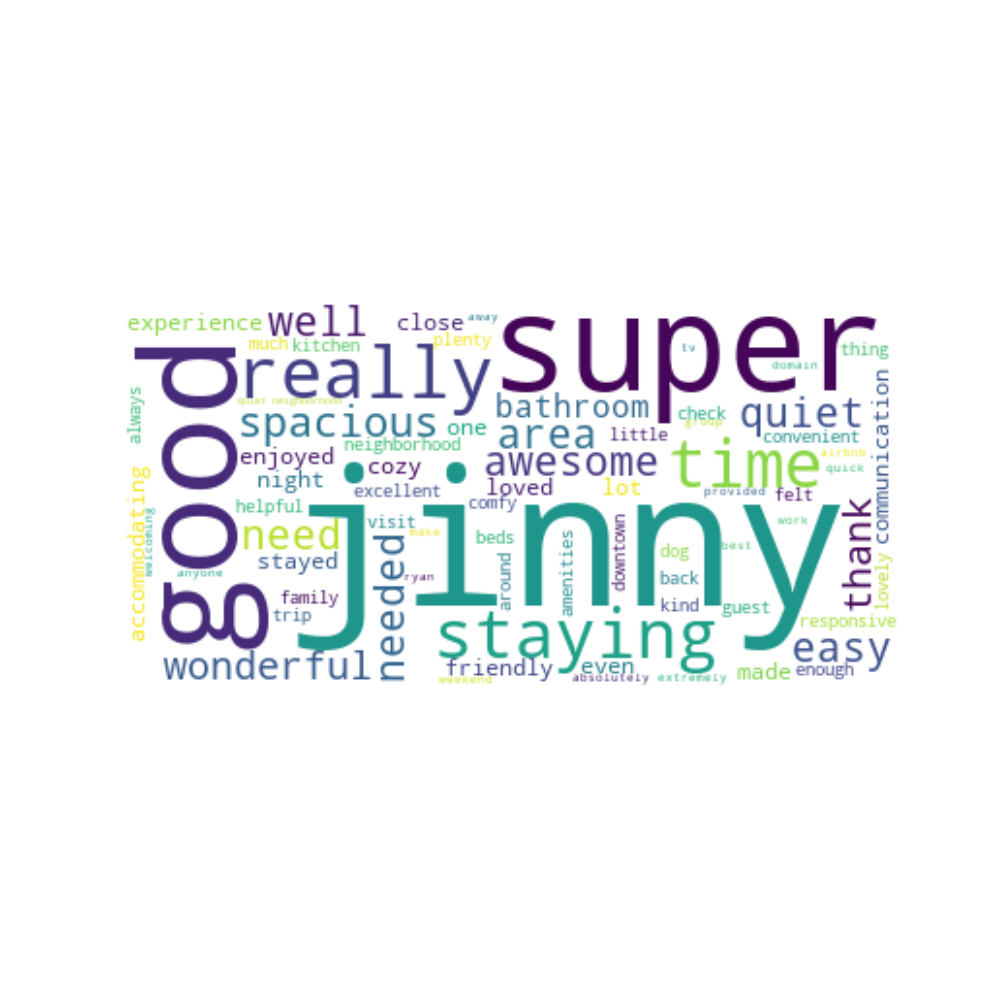 experience
well
close
away
super
much
kitchen
plenty
tv
thing
really
domain
good
always
quiet neighborhood
spacious
one
bathroom
check
group
quiet
communication
neighborhood
area
little
convenient
enjoyed
cozy
awesome
time
airbnb
quick
night
excellent
loved
lot
provided
felt
accommodating
welcoming
helpful
jinny
comfy
thank
need
visit
make
beds
downtown
work
best
stayed
needed
around
amenities
dog
anyone
ryan
back
lovely
family
kind
guest
trip
staying
responsive
wonderful
friendly
even
made
easy
enough
weekend
absolutely
extremely